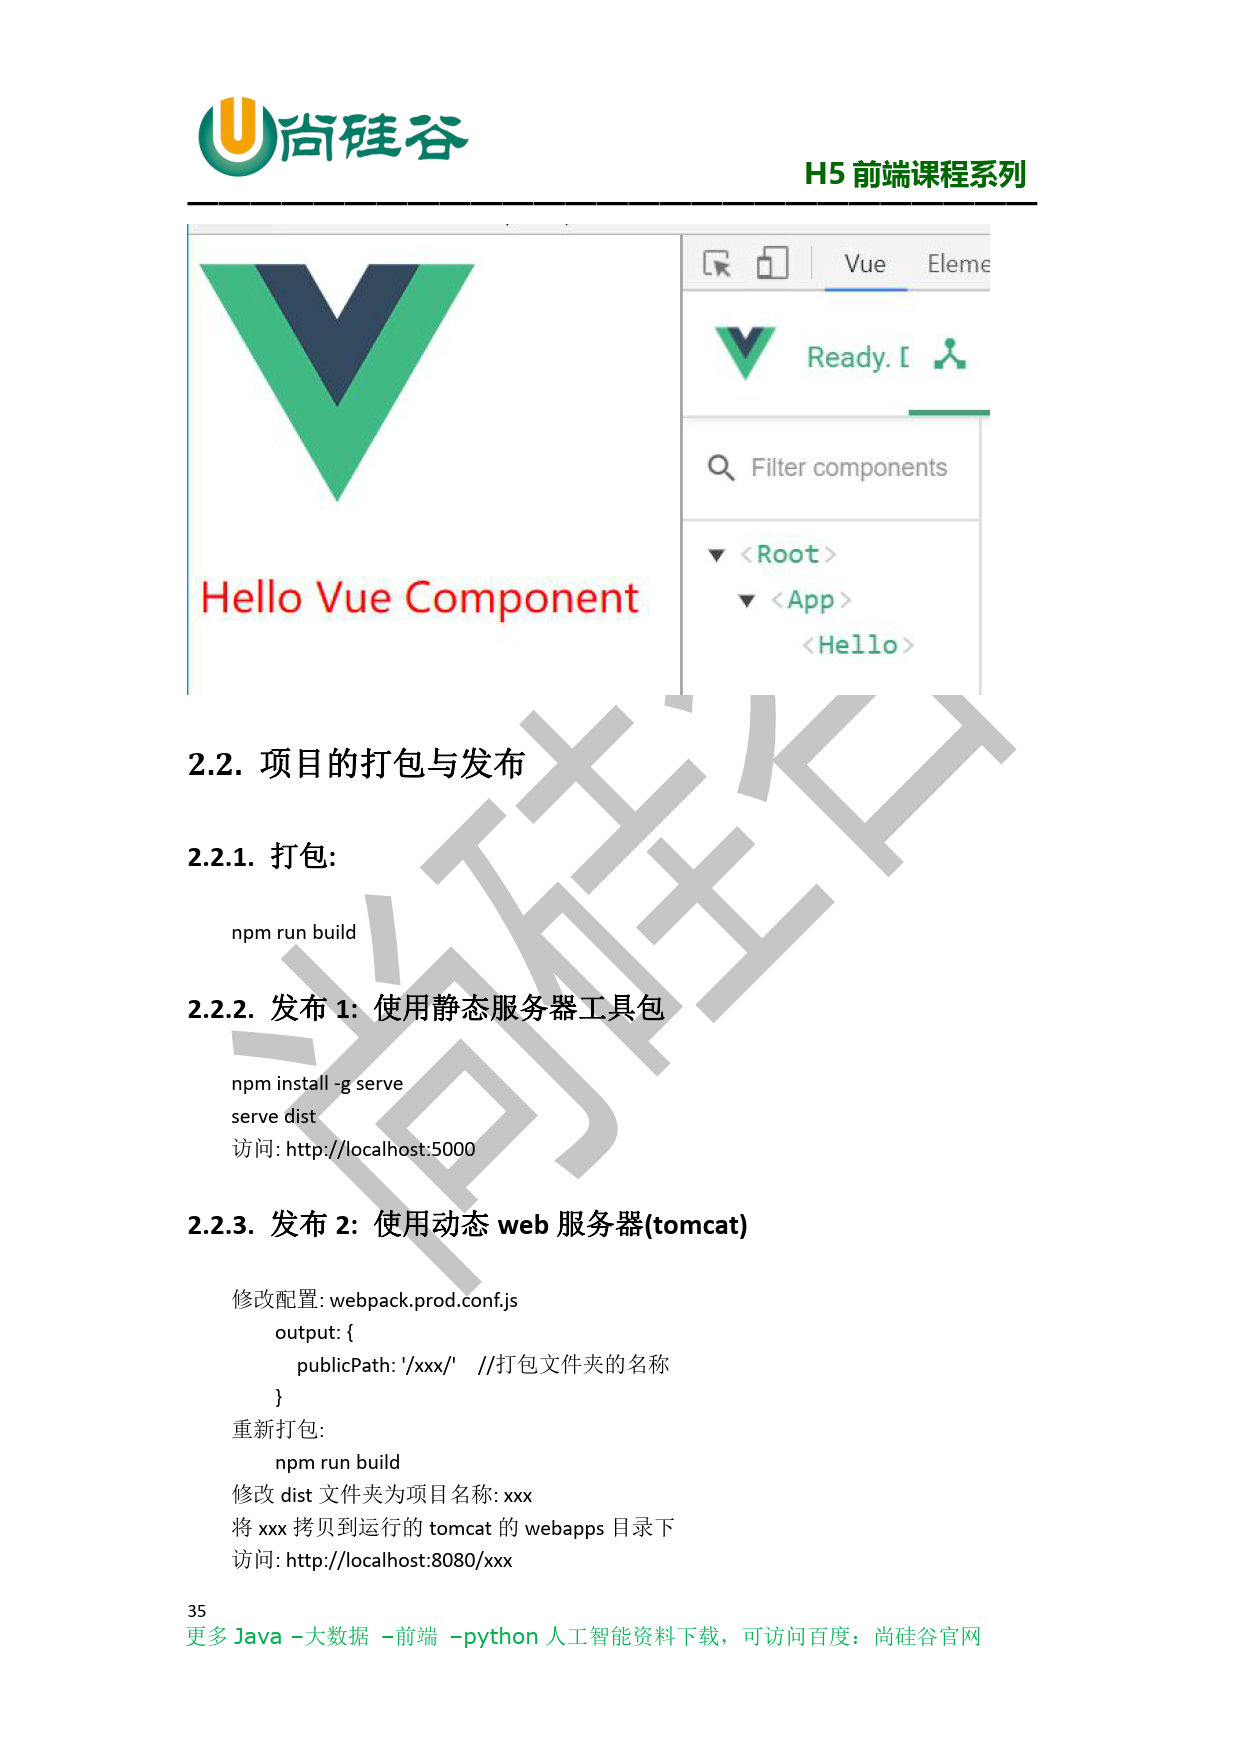 尚硅谷
H5 前端课程系列
Vue Eleme
Ready. D
Filter components
<Root>
<App>
<Hello>
Hello Vue Component
2.2. 项目的打包与发布
2.2.1. 打包:
npm run build
2.2.2. 发布 1: 使用静态服务器工具包
npm install -g serve
serve dist
访问: http://localhost:5000
2.2.3. 发布 2: 使用动态 web 服务器(tomcat)
修改配置: webpack.prod.conf.js
output: {
publicPath: '/xxx/' //打包文件夹的名称
}
重新打包:
npm run build
修改 dist 文件夹为项目名称: xxx
将 xxx 拷贝到运行的 tomcat 的 webapps 目录下
访问: http://localhost:8080/xxx
35
更多 Java –大数据 –前端 –python 人工智能资料下载，可访问百度：尚硅谷官网
尚硅谷